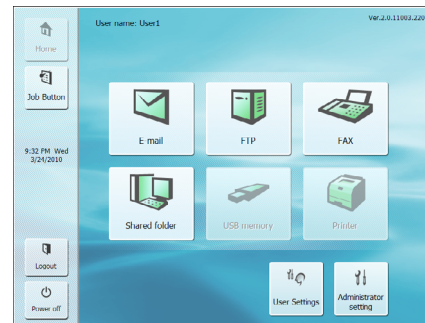 User name: User1
Ver.2.0.11003.220
Home
Job Button
9:32 PM Wed
3/24/2010
Logout
Power off
E mail
FTP
FAX
Shared folder
USB memory
Printer
User Settings
Administrator
setting